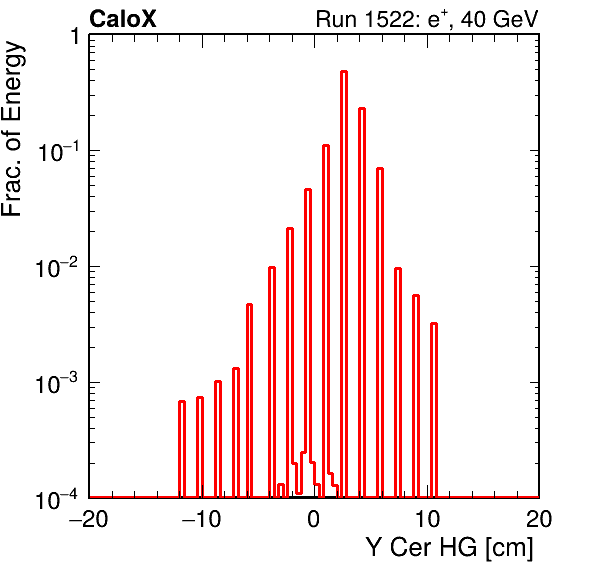 CaloX Run 1522: e⁺, 40 GeV
Frac. of Energy
1
10⁻¹
10⁻²
10⁻³
10⁻⁴
−20 −10 0 10 20
Y Cer HG [cm]